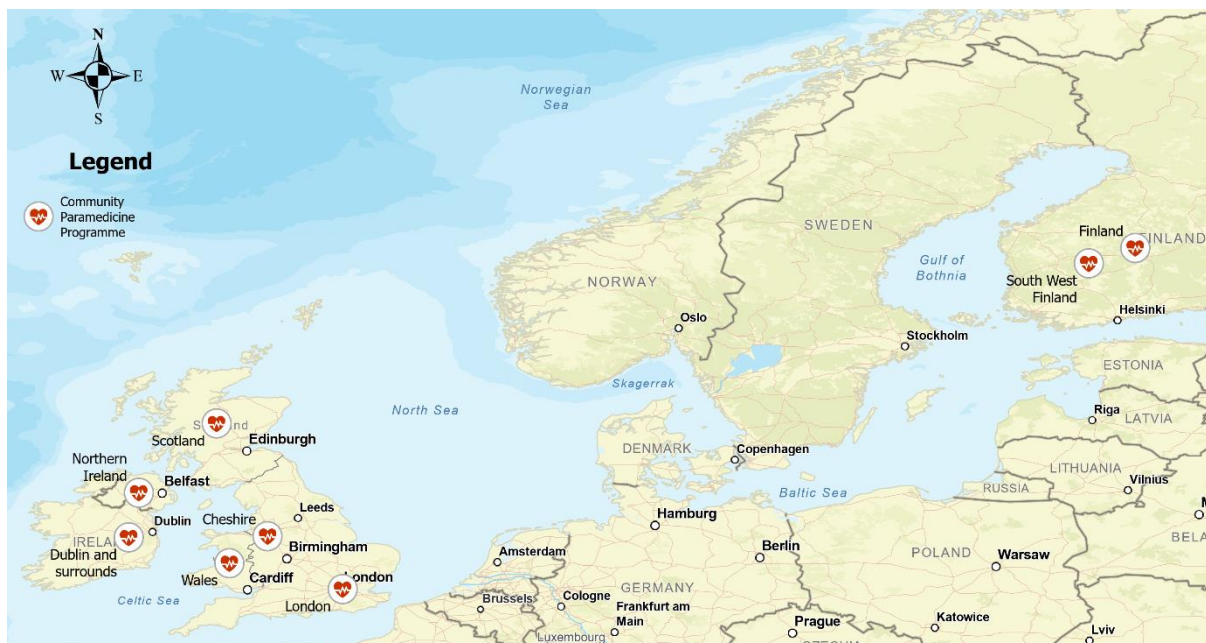 N
W E
S
Legend
Community
Paramedicine
Programme
Norwegian
Sea
SWEDEN
NORWAY
Gulf of
Bothnia
Finland
FINLAND
South West
Finland
Helsinki
Oslo
Stockholm
Skagerrak
ESTONIA
Riga
LATVIA
North Sea
DENMARK
Copenhagen
LITHUANIA
Vilnius
RUSSIA
Baltic Sea
Scotland
Edinburgh
Northern
Ireland
Belfast
Cheshire
Leeds
Dublin
Dublin and
surrounds
Birmingham
Wales
Cardiff
London
London
Celtic Sea
Hamburg
Amsterdam
Berlin
POLAND
Warsaw
GERMANY
Brussels
Cologne
Frankfurt am
Main
Luxembourg
Prague
Katowice
Lviv